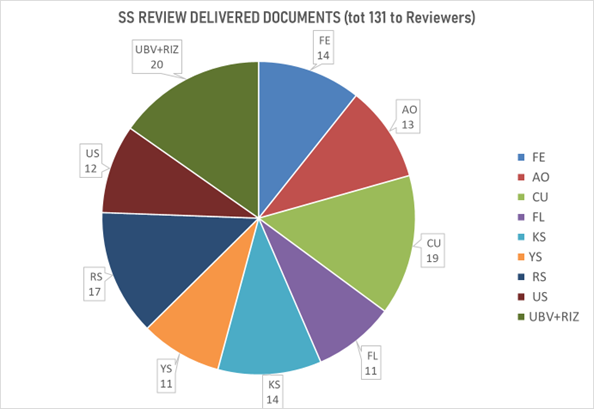 SS REVIEW DELIVERED DOCUMENTS (tot 131 to Reviewers)
FE
14
AO
13
CU
19
FL
11
KS
14
YS
11
RS
17
US
12
UBV+RIZ
20
FE
AO
CU
FL
KS
YS
RS
US
UBV+RIZ